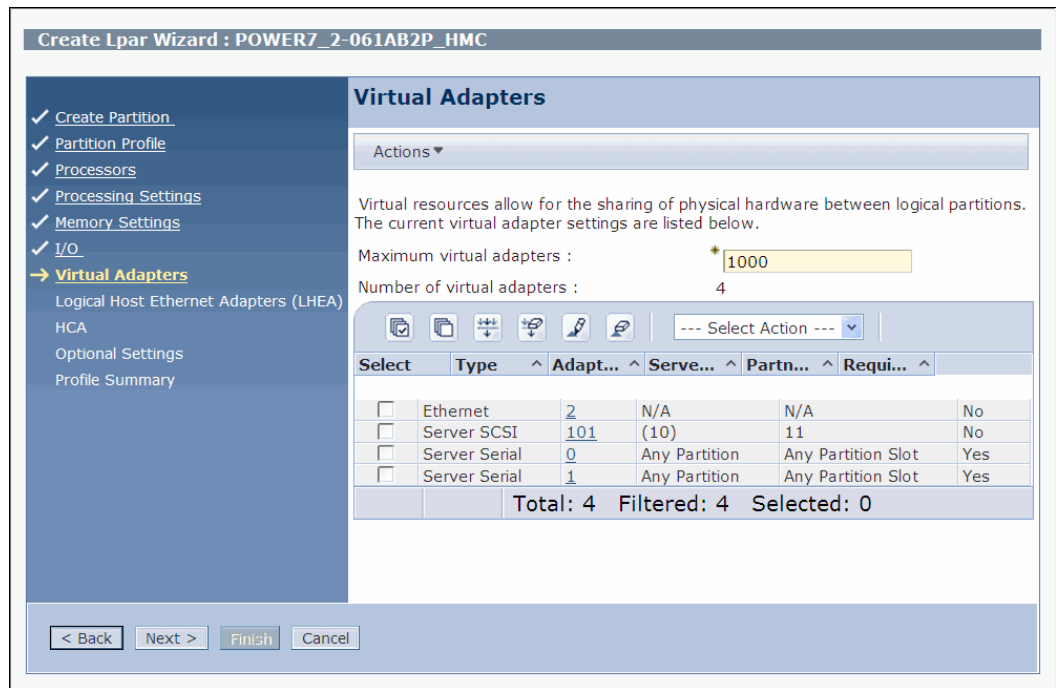 Create Lpar Wizard : POWER7_2-061AB2P_HMC
Create Partition
Partition Profile
Processors
Processing Settings
Memory Settings
I/O
Virtual Adapters
Logical Host Ethernet Adapters (LHEA)
HCA
Optional Settings
Profile Summary
Virtual Adapters
Actions
Virtual resources allow for the sharing of physical hardware between logical partitions.
The current virtual adapter settings are listed below.
Maximum virtual adapters : * 1000
Number of virtual adapters : 4
--- Select Action ---
Select Type ^ Adapt... ^ Serve... ^ Partn... ^ Requi... ^
Ethernet 2 N/A N/A No
Server SCSI 101 (10) 11 No
Server Serial 0 Any Partition Any Partition Slot Yes
Server Serial 1 Any Partition Any Partition Slot Yes
Total: 4 Filtered: 4 Selected: 0
< Back Next > Finish Cancel